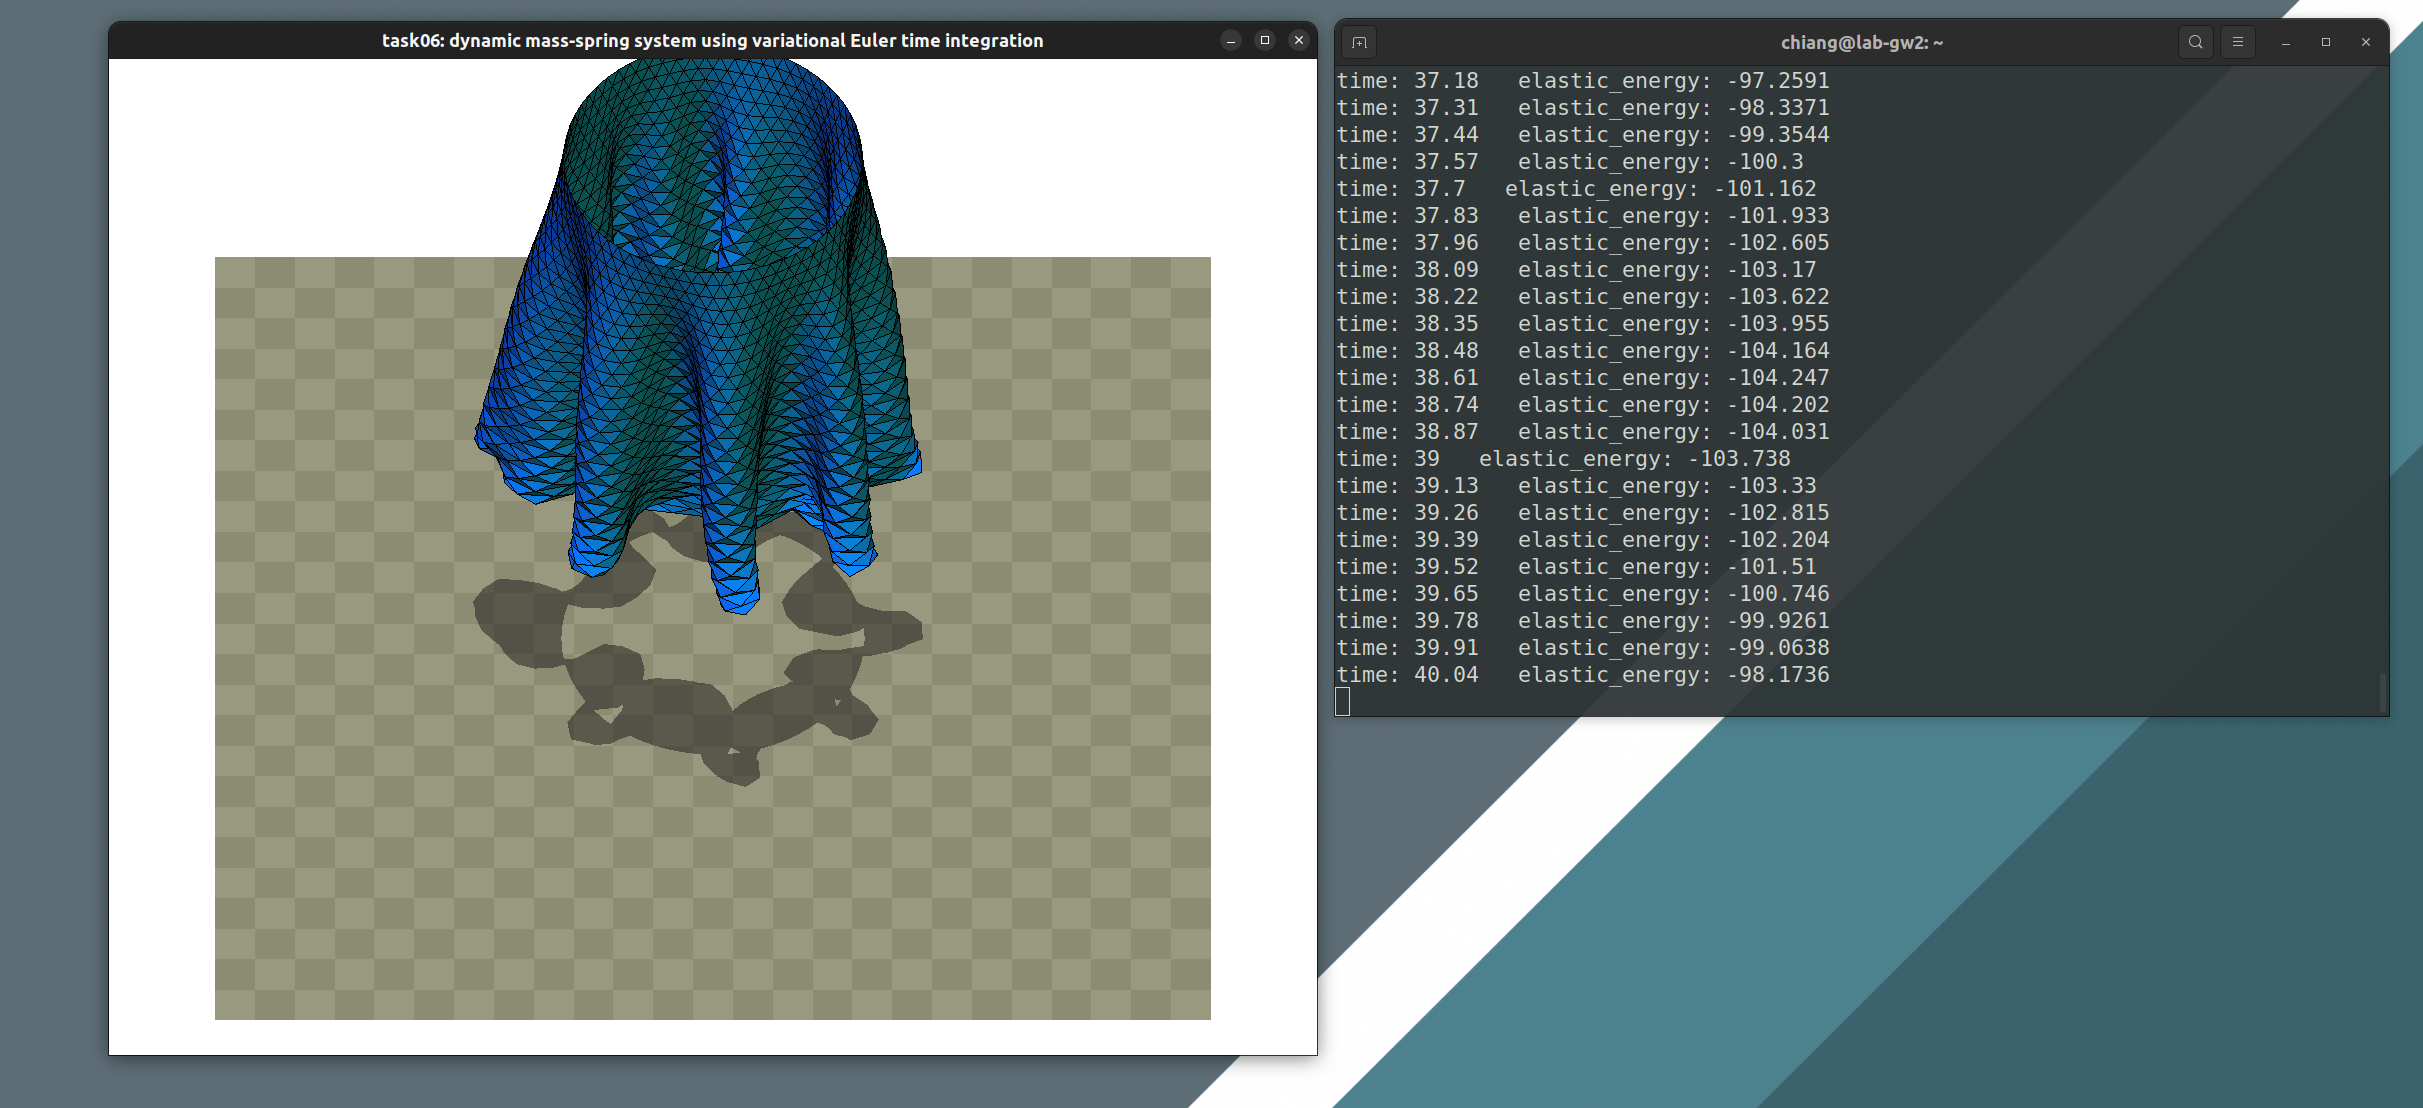 task06: dynamic mass-spring system using variational Euler time integration
chiang@lab-gw2: ~
time: 37.18   elastic_energy: -97.2591
time: 37.31   elastic_energy: -98.3371
time: 37.44   elastic_energy: -99.3544
time: 37.57   elastic_energy: -100.3
time: 37.7   elastic_energy: -101.162
time: 37.83   elastic_energy: -101.933
time: 37.96   elastic_energy: -102.605
time: 38.09   elastic_energy: -103.17
time: 38.22   elastic_energy: -103.622
time: 38.35   elastic_energy: -103.955
time: 38.48   elastic_energy: -104.164
time: 38.61   elastic_energy: -104.247
time: 38.74   elastic_energy: -104.202
time: 38.87   elastic_energy: -104.031
time: 39   elastic_energy: -103.738
time: 39.13   elastic_energy: -103.33
time: 39.26   elastic_energy: -102.815
time: 39.39   elastic_energy: -102.204
time: 39.52   elastic_energy: -101.51
time: 39.65   elastic_energy: -100.746
time: 39.78   elastic_energy: -99.9261
time: 39.91   elastic_energy: -99.0638
time: 40.04   elastic_energy: -98.1736